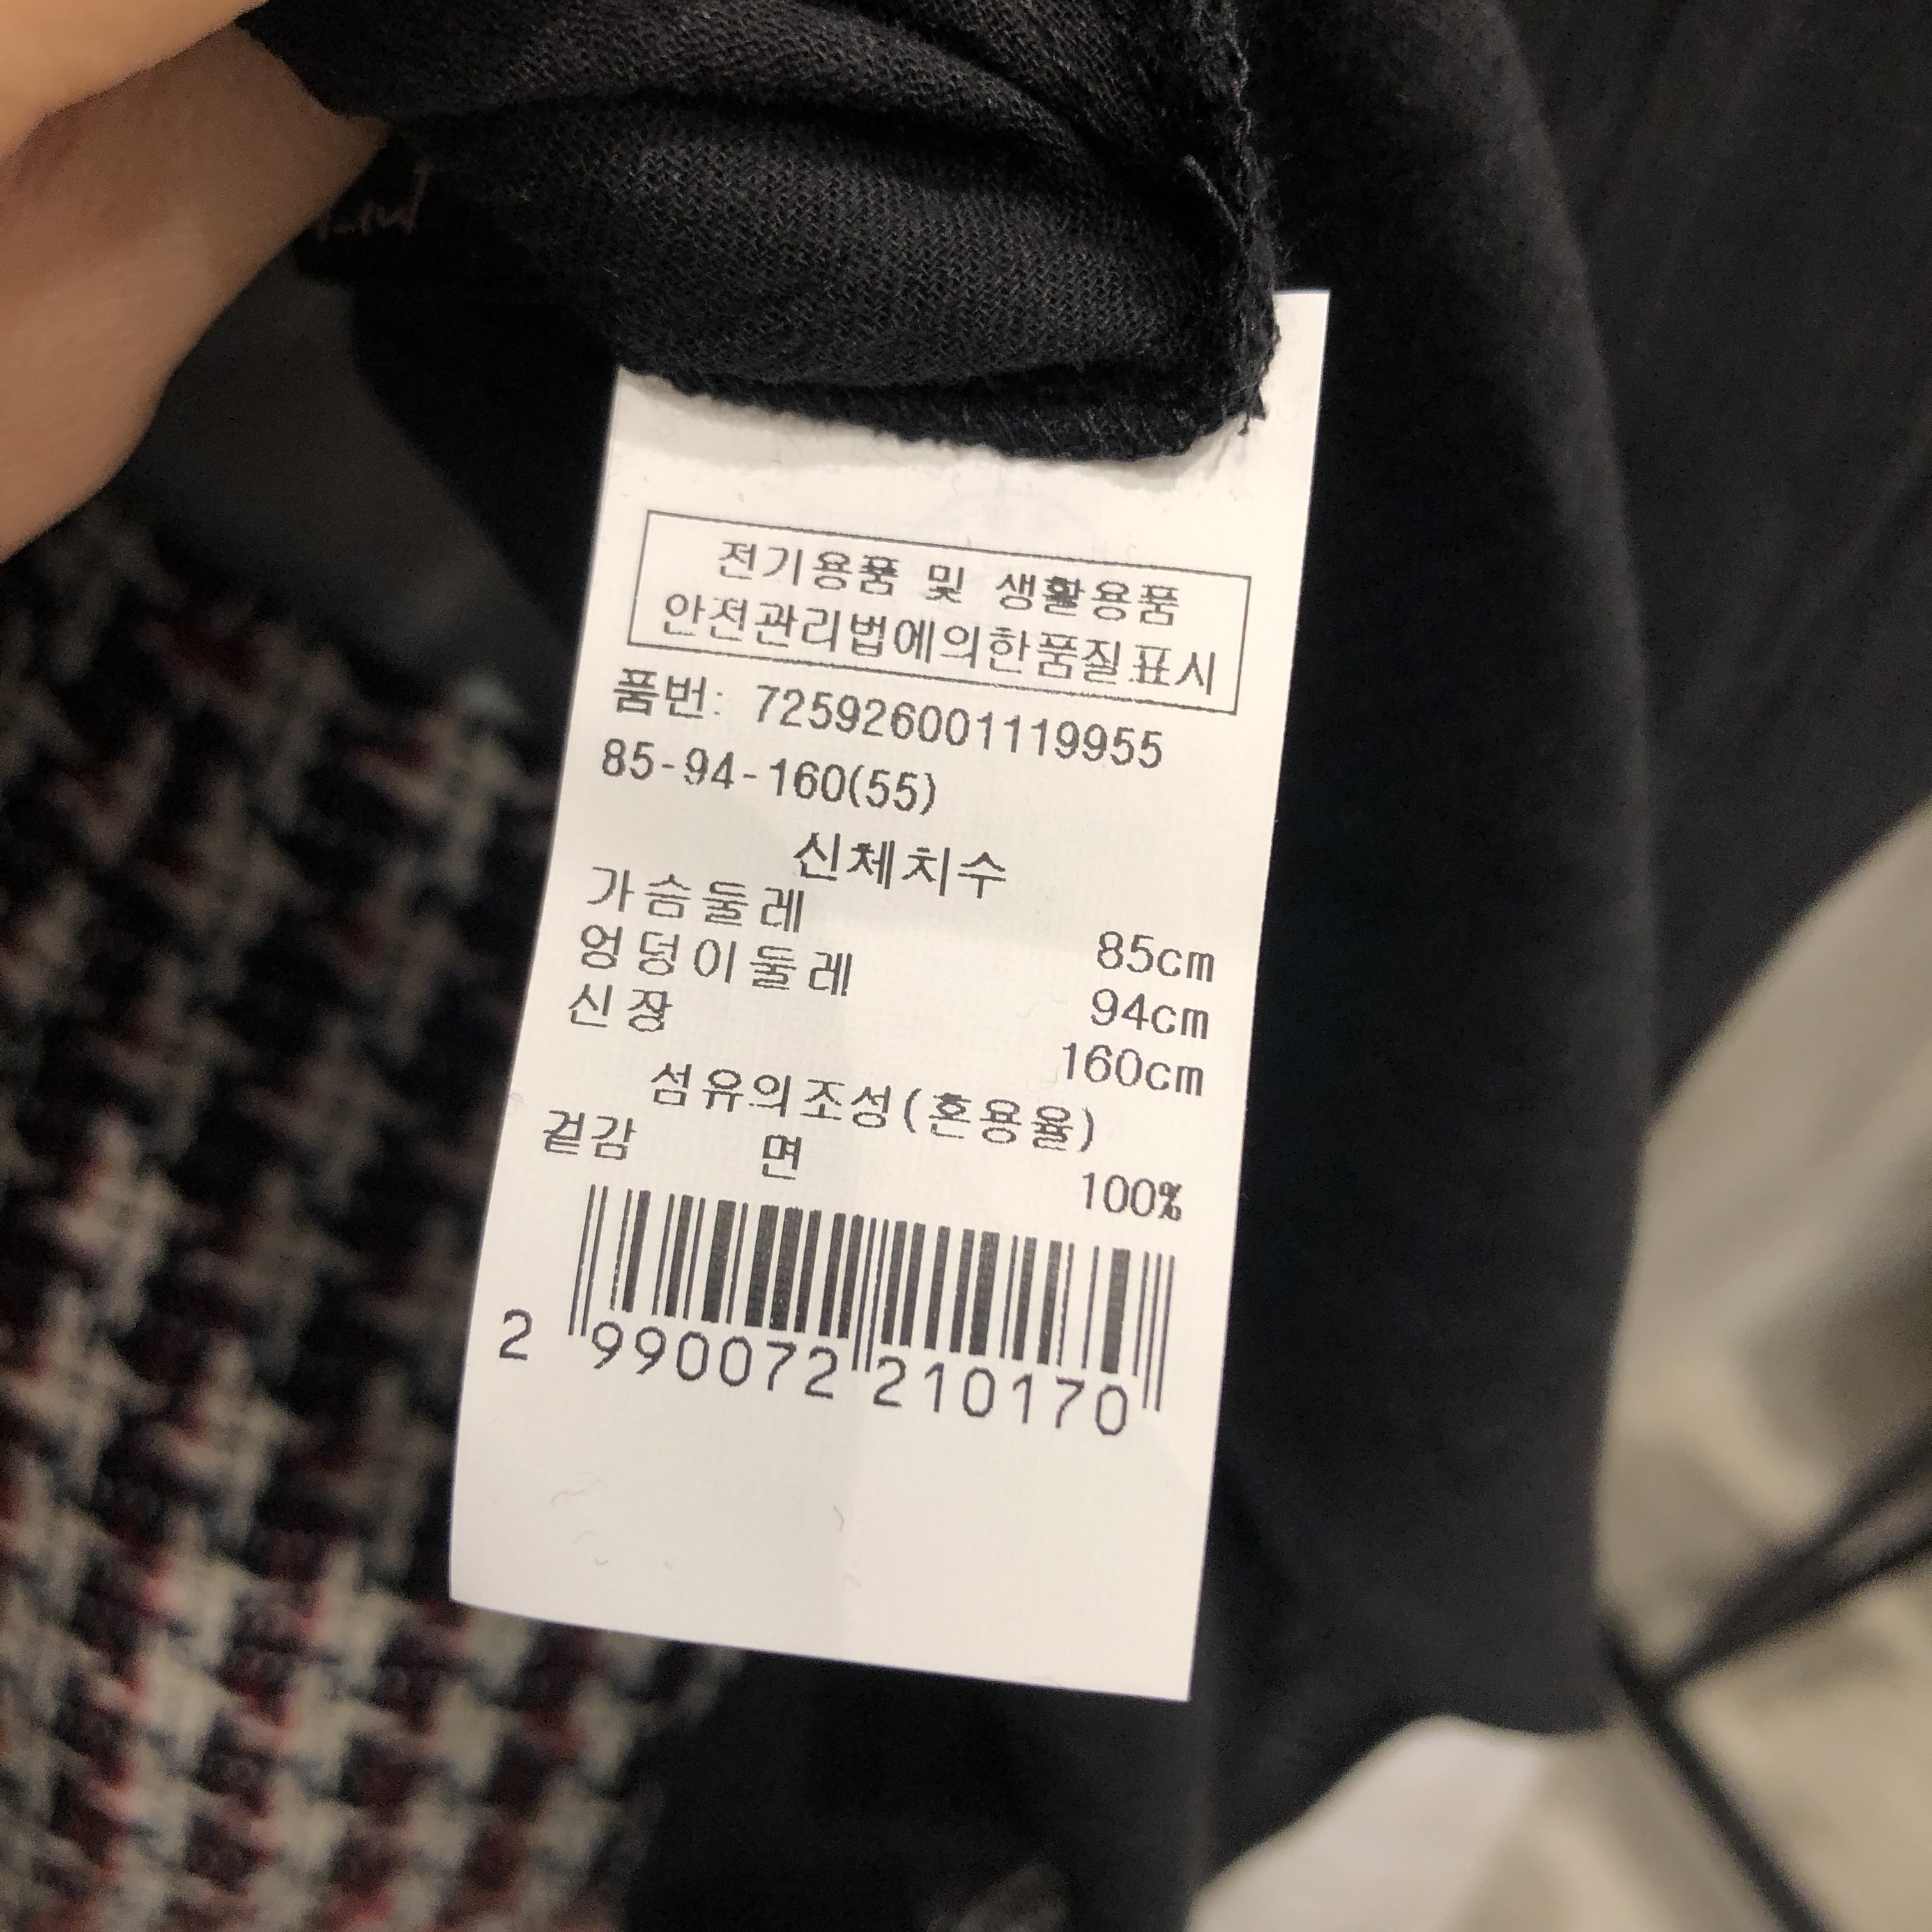 전기용품 및 생활용품
안전관리법에의한품질표시
품번: 725926001119955
85-94-160(55)
신체치수
가슴둘레 85cm
엉덩이둘레 94cm
신장 160cm
섬유의조성(혼용율)
겉감 면 100%
2 990072 210170